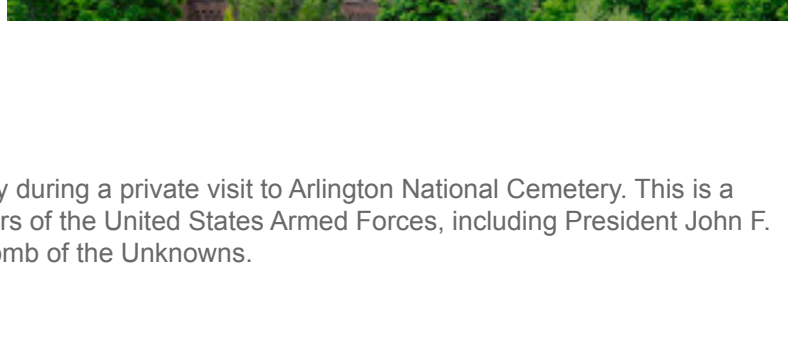 y during a private visit to Arlington National Cemetery. This is a
rs of the United States Armed Forces, including President John F.
omb of the Unknowns.